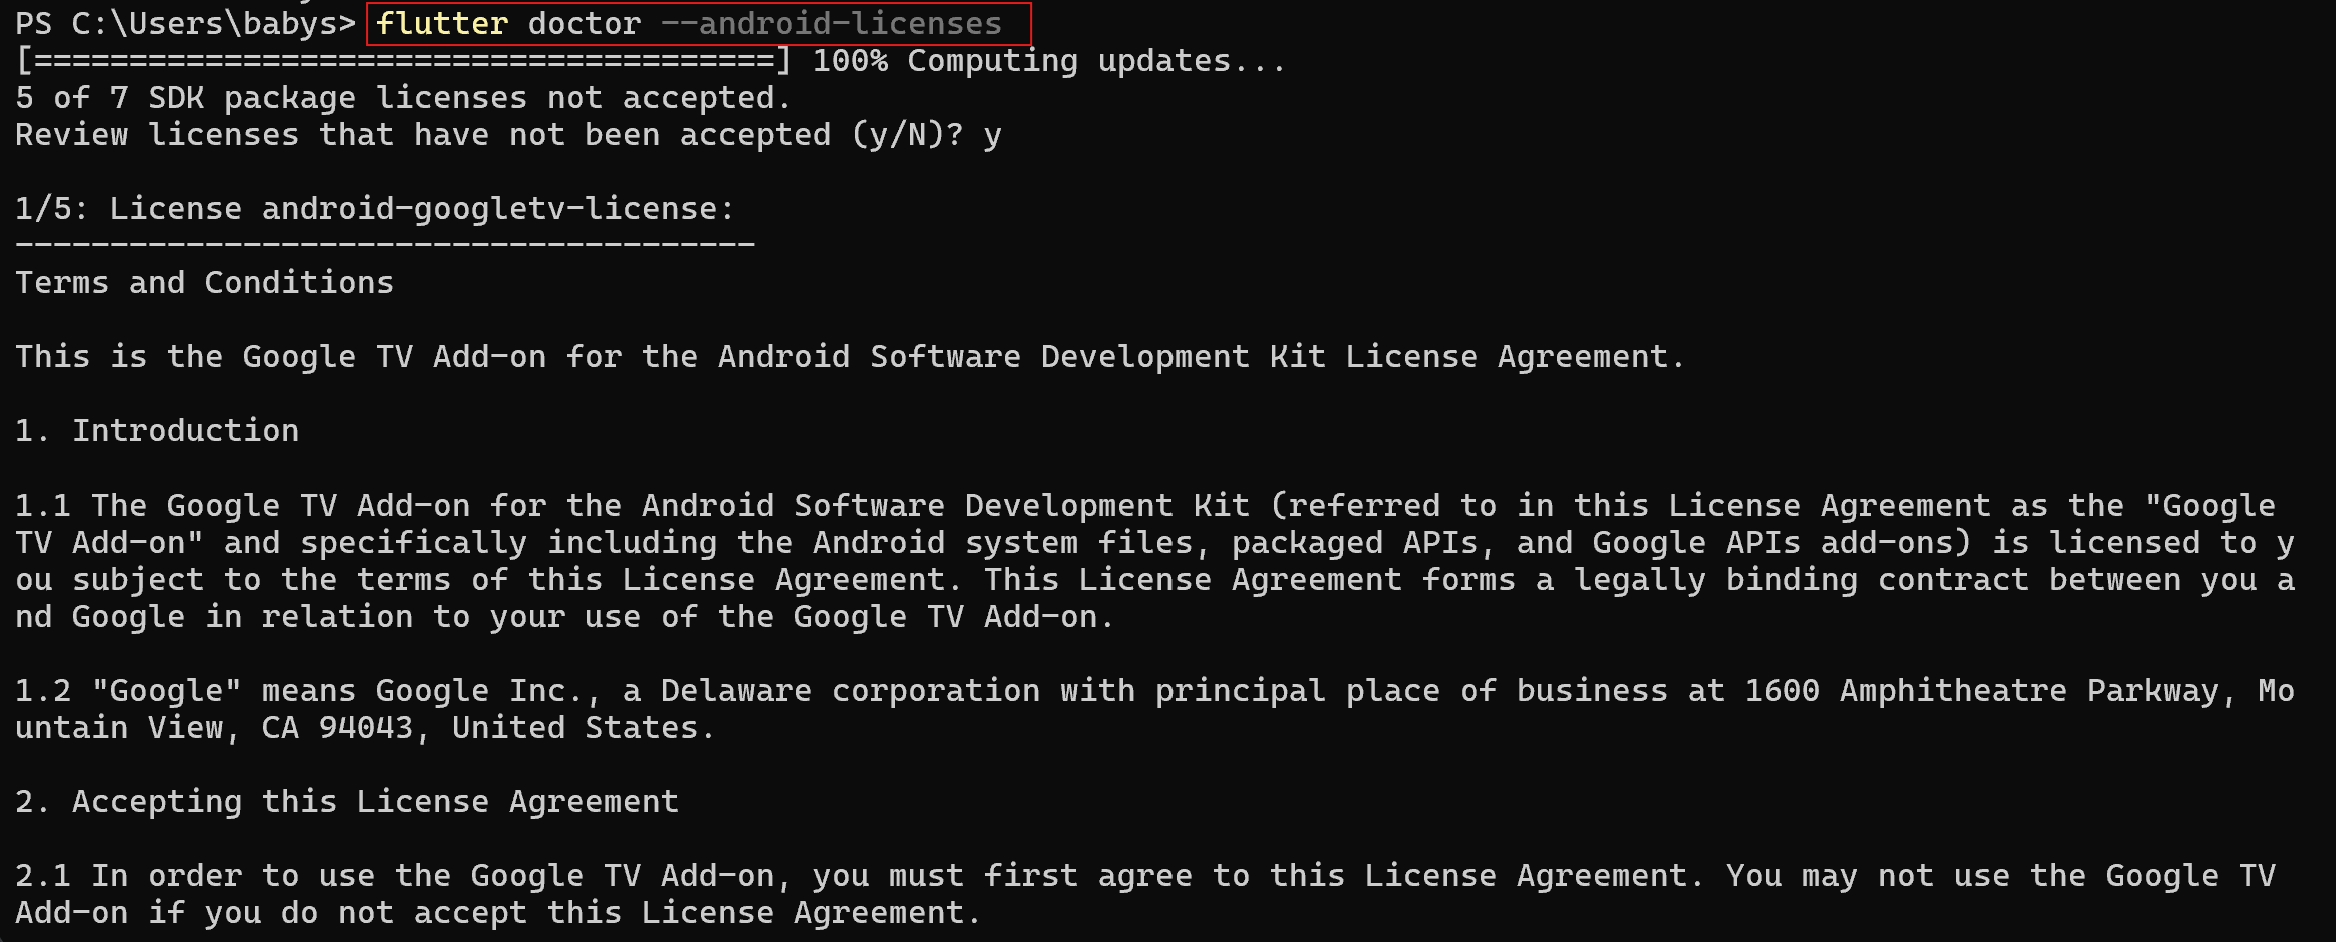 PS C:\Users\babys> flutter doctor --android-licenses
[=======================================] 100% Computing updates...
5 of 7 SDK package licenses not accepted.
Review licenses that have not been accepted (y/N)? y
1/5: License android-googletv-license:
---------------------------------------
Terms and Conditions
This is the Google TV Add-on for the Android Software Development Kit License Agreement.
1. Introduction
1.1 The Google TV Add-on for the Android Software Development Kit (referred to in this License Agreement as the "Google
TV Add-on" and specifically including the Android system files, packaged APIs, and Google APIs add-ons) is licensed to y
ou subject to the terms of this License Agreement. This License Agreement forms a legally binding contract between you a
nd Google in relation to your use of the Google TV Add-on.
1.2 "Google" means Google Inc., a Delaware corporation with principal place of business at 1600 Amphitheatre Parkway, Mo
untain View, CA 94043, United States.
2. Accepting this License Agreement
2.1 In order to use the Google TV Add-on, you must first agree to this License Agreement. You may not use the Google TV
Add-on if you do not accept this License Agreement.